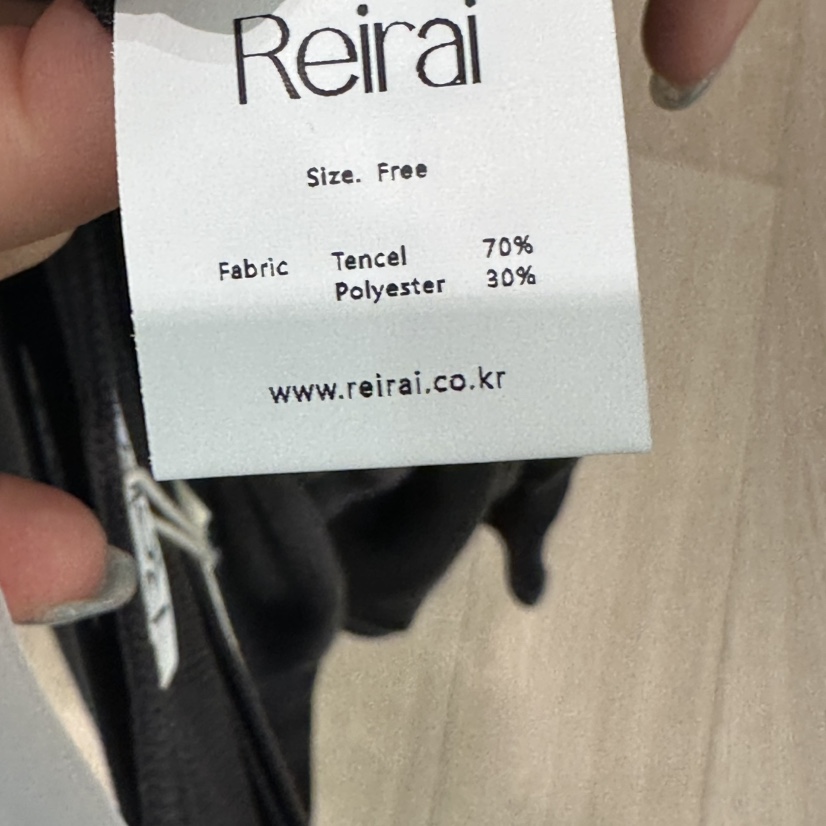 Reirai
Size. Free
Fabric Tencel 70%
Polyester 30%
www.reirai.co.kr